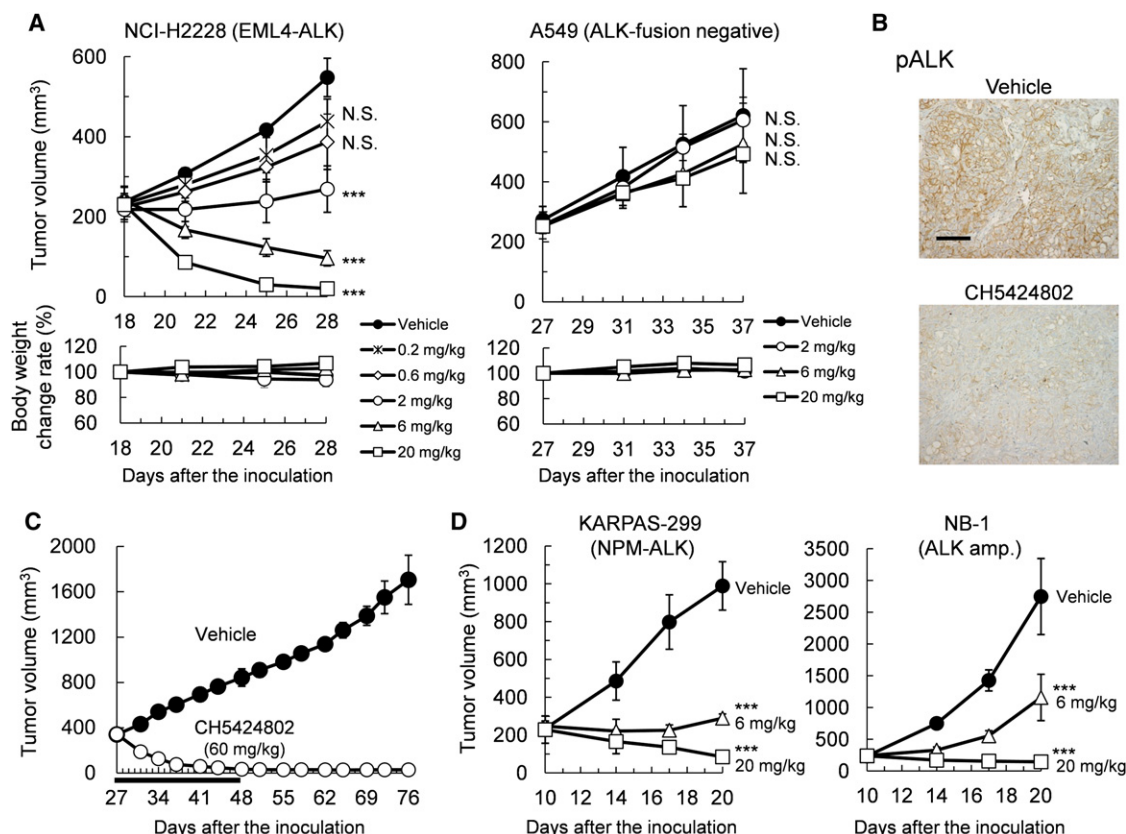 A
NCI-H2228 (EML4-ALK)
Tumor volume (mm³)
600
400
200
0
N.S.
N.S.
***
***
***
18 20 22 24 26 28
Body weight
change rate (%)
120
100
80
60
18 20 22 24 26 28
Days after the inoculation
Vehicle
0.2 mg/kg
0.6 mg/kg
2 mg/kg
6 mg/kg
20 mg/kg
A549 (ALK-fusion negative)
800
600
400
200
0
N.S.
N.S.
N.S.
27 29 31 33 35 37
120
100
80
60
27 29 31 33 35 37
Days after the inoculation
Vehicle
2 mg/kg
6 mg/kg
20 mg/kg
B
pALK
Vehicle
CH5424802
C
Tumor volume (mm³)
2000
1600
1200
800
400
0
Vehicle
CH5424802
(60 mg/kg)
27 34 41 48 55 62 69 76
Days after the inoculation
D
KARPAS-299
(NPM-ALK)
Tumor volume (mm³)
1200
1000
800
600
400
200
0
Vehicle
***
6 mg/kg
***
20 mg/kg
10 12 14 16 18 20
Days after the inoculation
NB-1
(ALK amp.)
3500
3000
2500
2000
1500
1000
500
0
Vehicle
***
6 mg/kg
***
20 mg/kg
10 12 14 16 18 20
Days after the inoculation